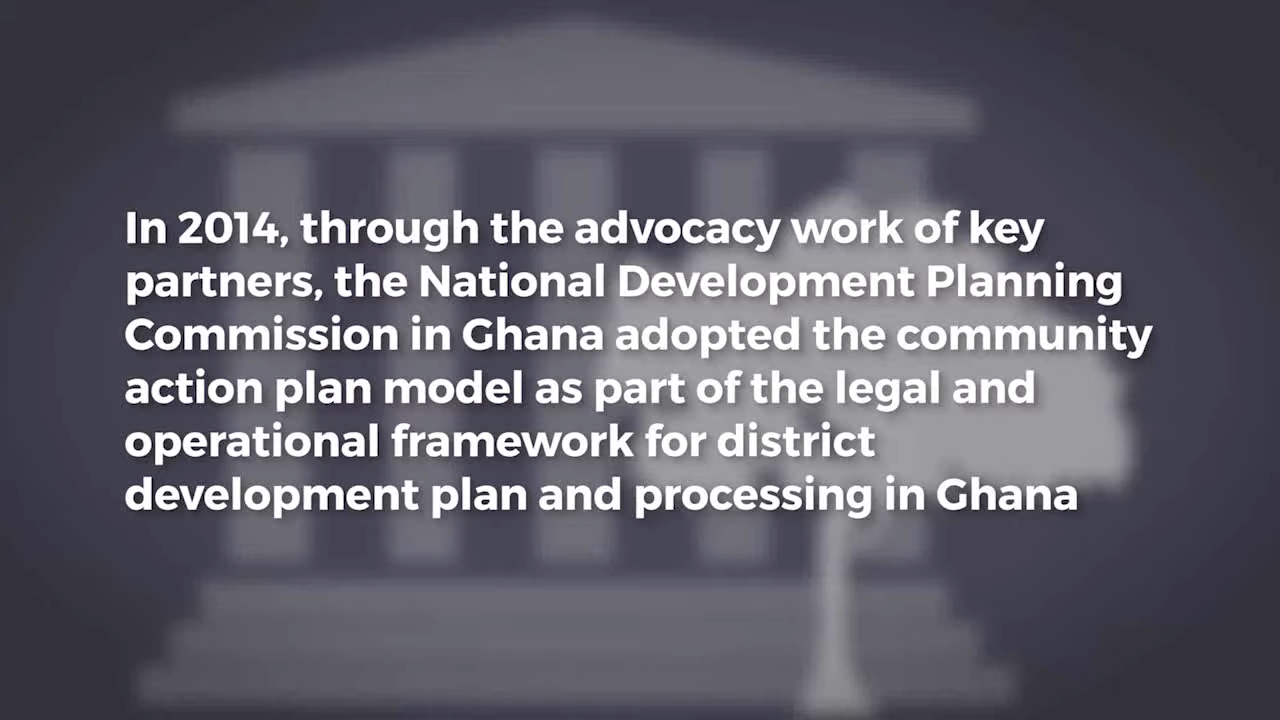 In 2014, through the advocacy work of key
partners, the National Development Planning
Commission in Ghana adopted the community
action plan model as part of the legal and
operational framework for district
development plan and processing in Ghana